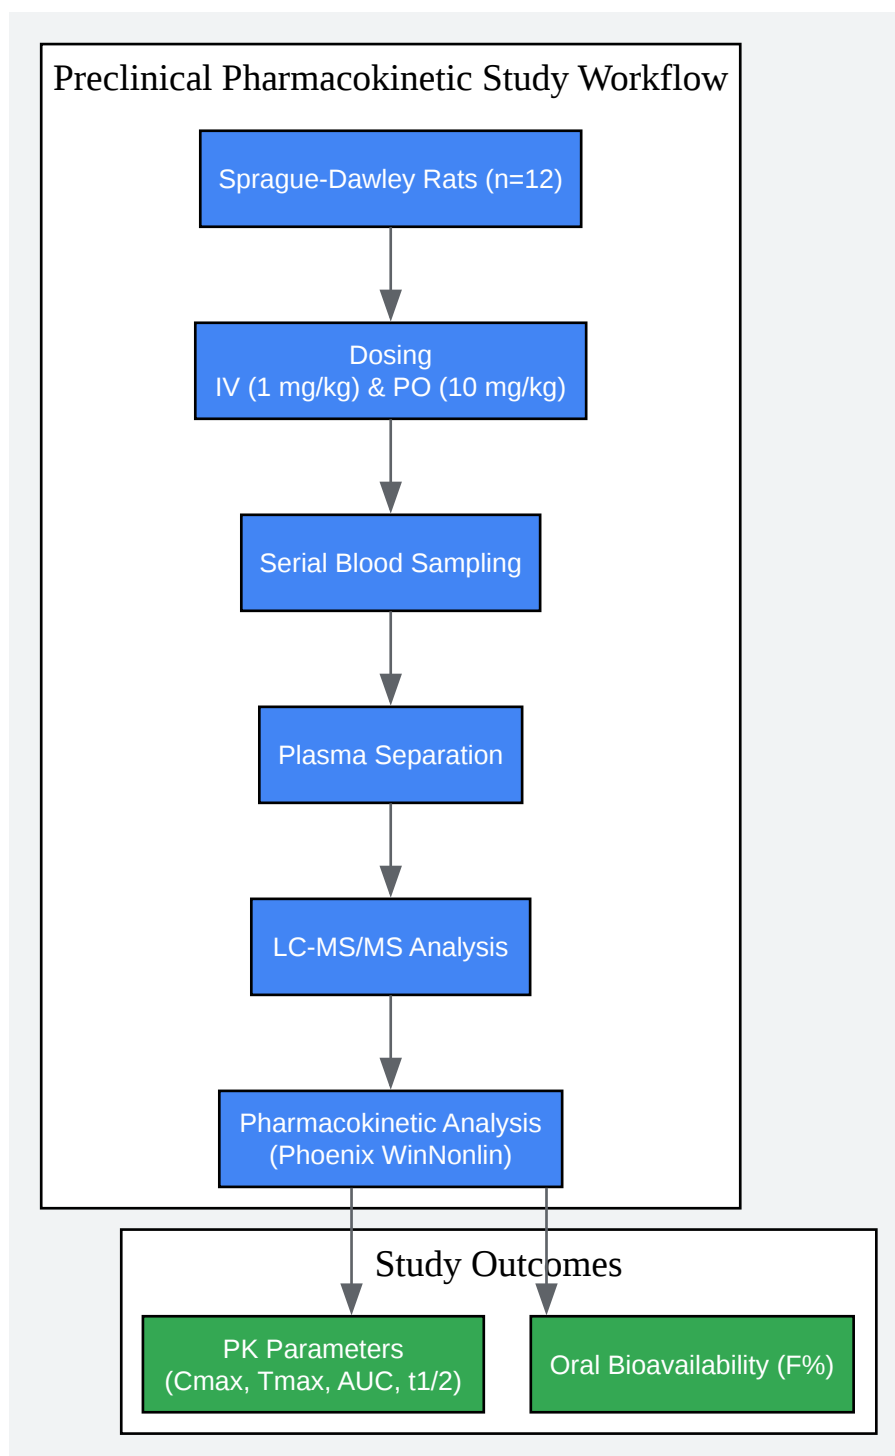 Preclinical Pharmacokinetic Study Workflow
Sprague-Dawley Rats (n=12)
Dosing
IV (1 mg/kg) & PO (10 mg/kg)
Serial Blood Sampling
Plasma Separation
LC-MS/MS Analysis
Pharmacokinetic Analysis
(Phoenix WinNonlin)
Study Outcomes
PK Parameters
(Cmax, Tmax, AUC, t1/2)
Oral Bioavailability (F%)